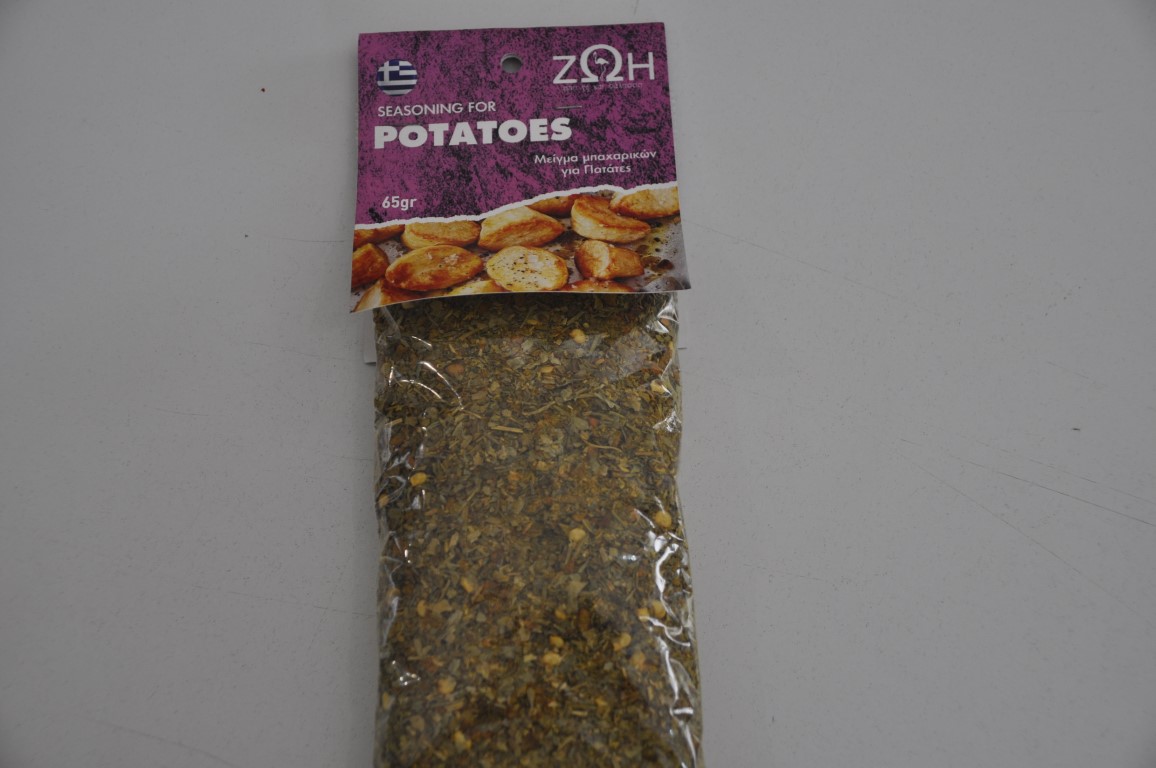 ΖΩΗ
SEASONING FOR
POTATOES
Μείγμα μπαχαρικών
για Πατάτες
65gr